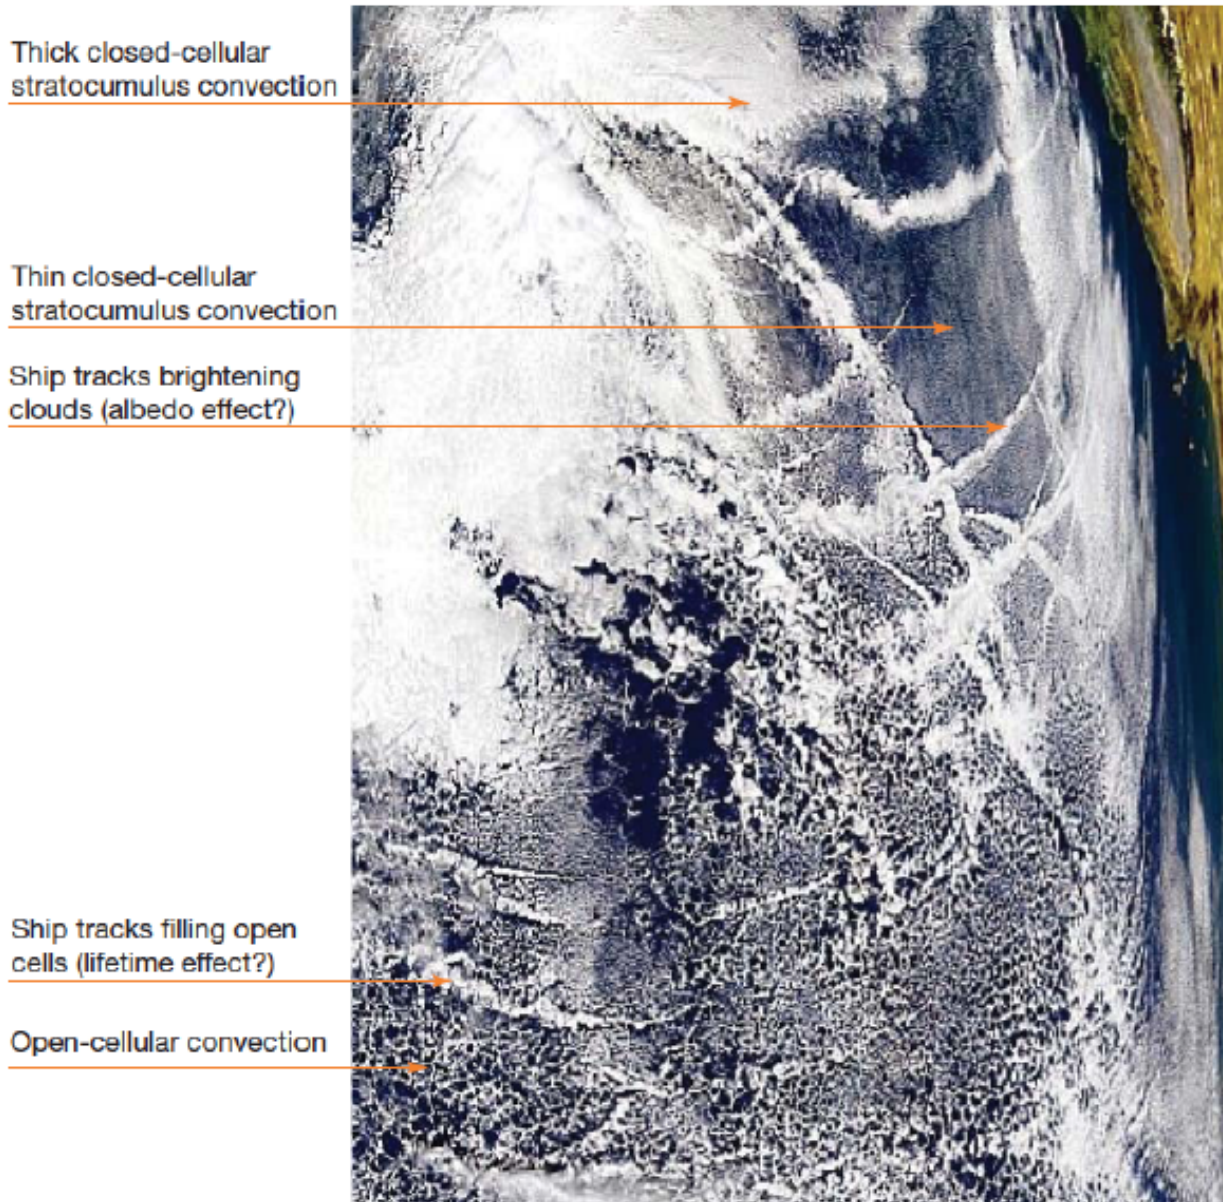 Thick closed-cellular
stratocumulus convection
Thin closed-cellular
stratocumulus convection
Ship tracks brightening
clouds (albedo effect?)
Ship tracks filling open
cells (lifetime effect?)
Open-cellular convection